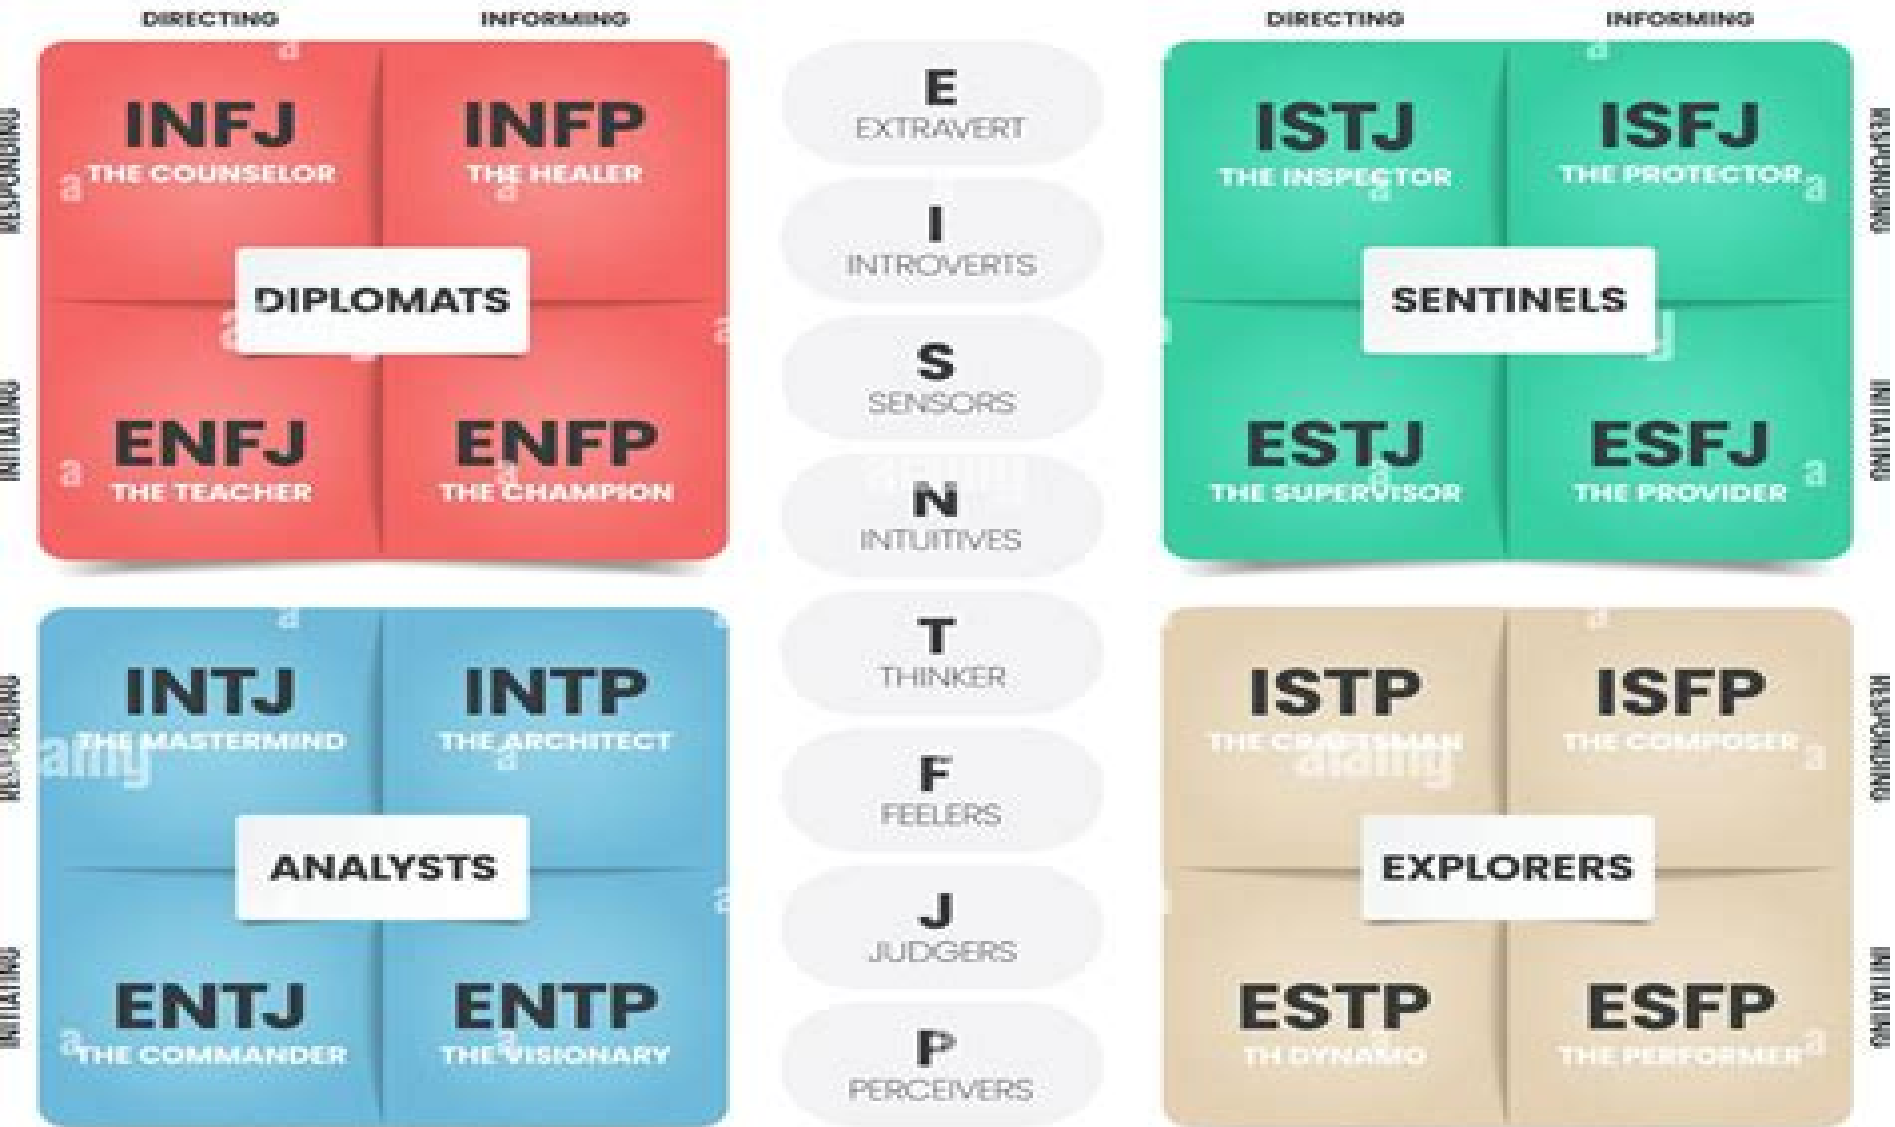 DIRECTING
INFORMING
RESPONDING
INFJ
THE COUNSELOR
INFP
THE HEALER
DIPLOMATS
INITIATING
ENFJ
THE TEACHER
ENFP
THE CHAMPION
RESPONDING
INTJ
THE MASTERMIND
INTP
THE ARCHITECT
ANALYSTS
INITIATING
ENTJ
THE COMMANDER
ENTP
THE VISIONARY
E
EXTRAVERT
I
INTROVERTS
S
SENSORS
N
INTUITIVES
T
THINKER
F
FEELERS
J
JUDGERS
P
PERCEIVERS
DIRECTING
INFORMING
ISTJ
THE INSPECTOR
ISFJ
THE PROTECTOR
RESPONDING
SENTINELS
ESTJ
THE SUPERVISOR
ESFJ
THE PROVIDER
INITIATING
ISTP
THE CRAFTSMAN
ISFP
THE COMPOSER
RESPONDING
EXPLORERS
ESTP
TH DYNAMO
ESFP
THE PERFORMER
INITIATING
alamy
a